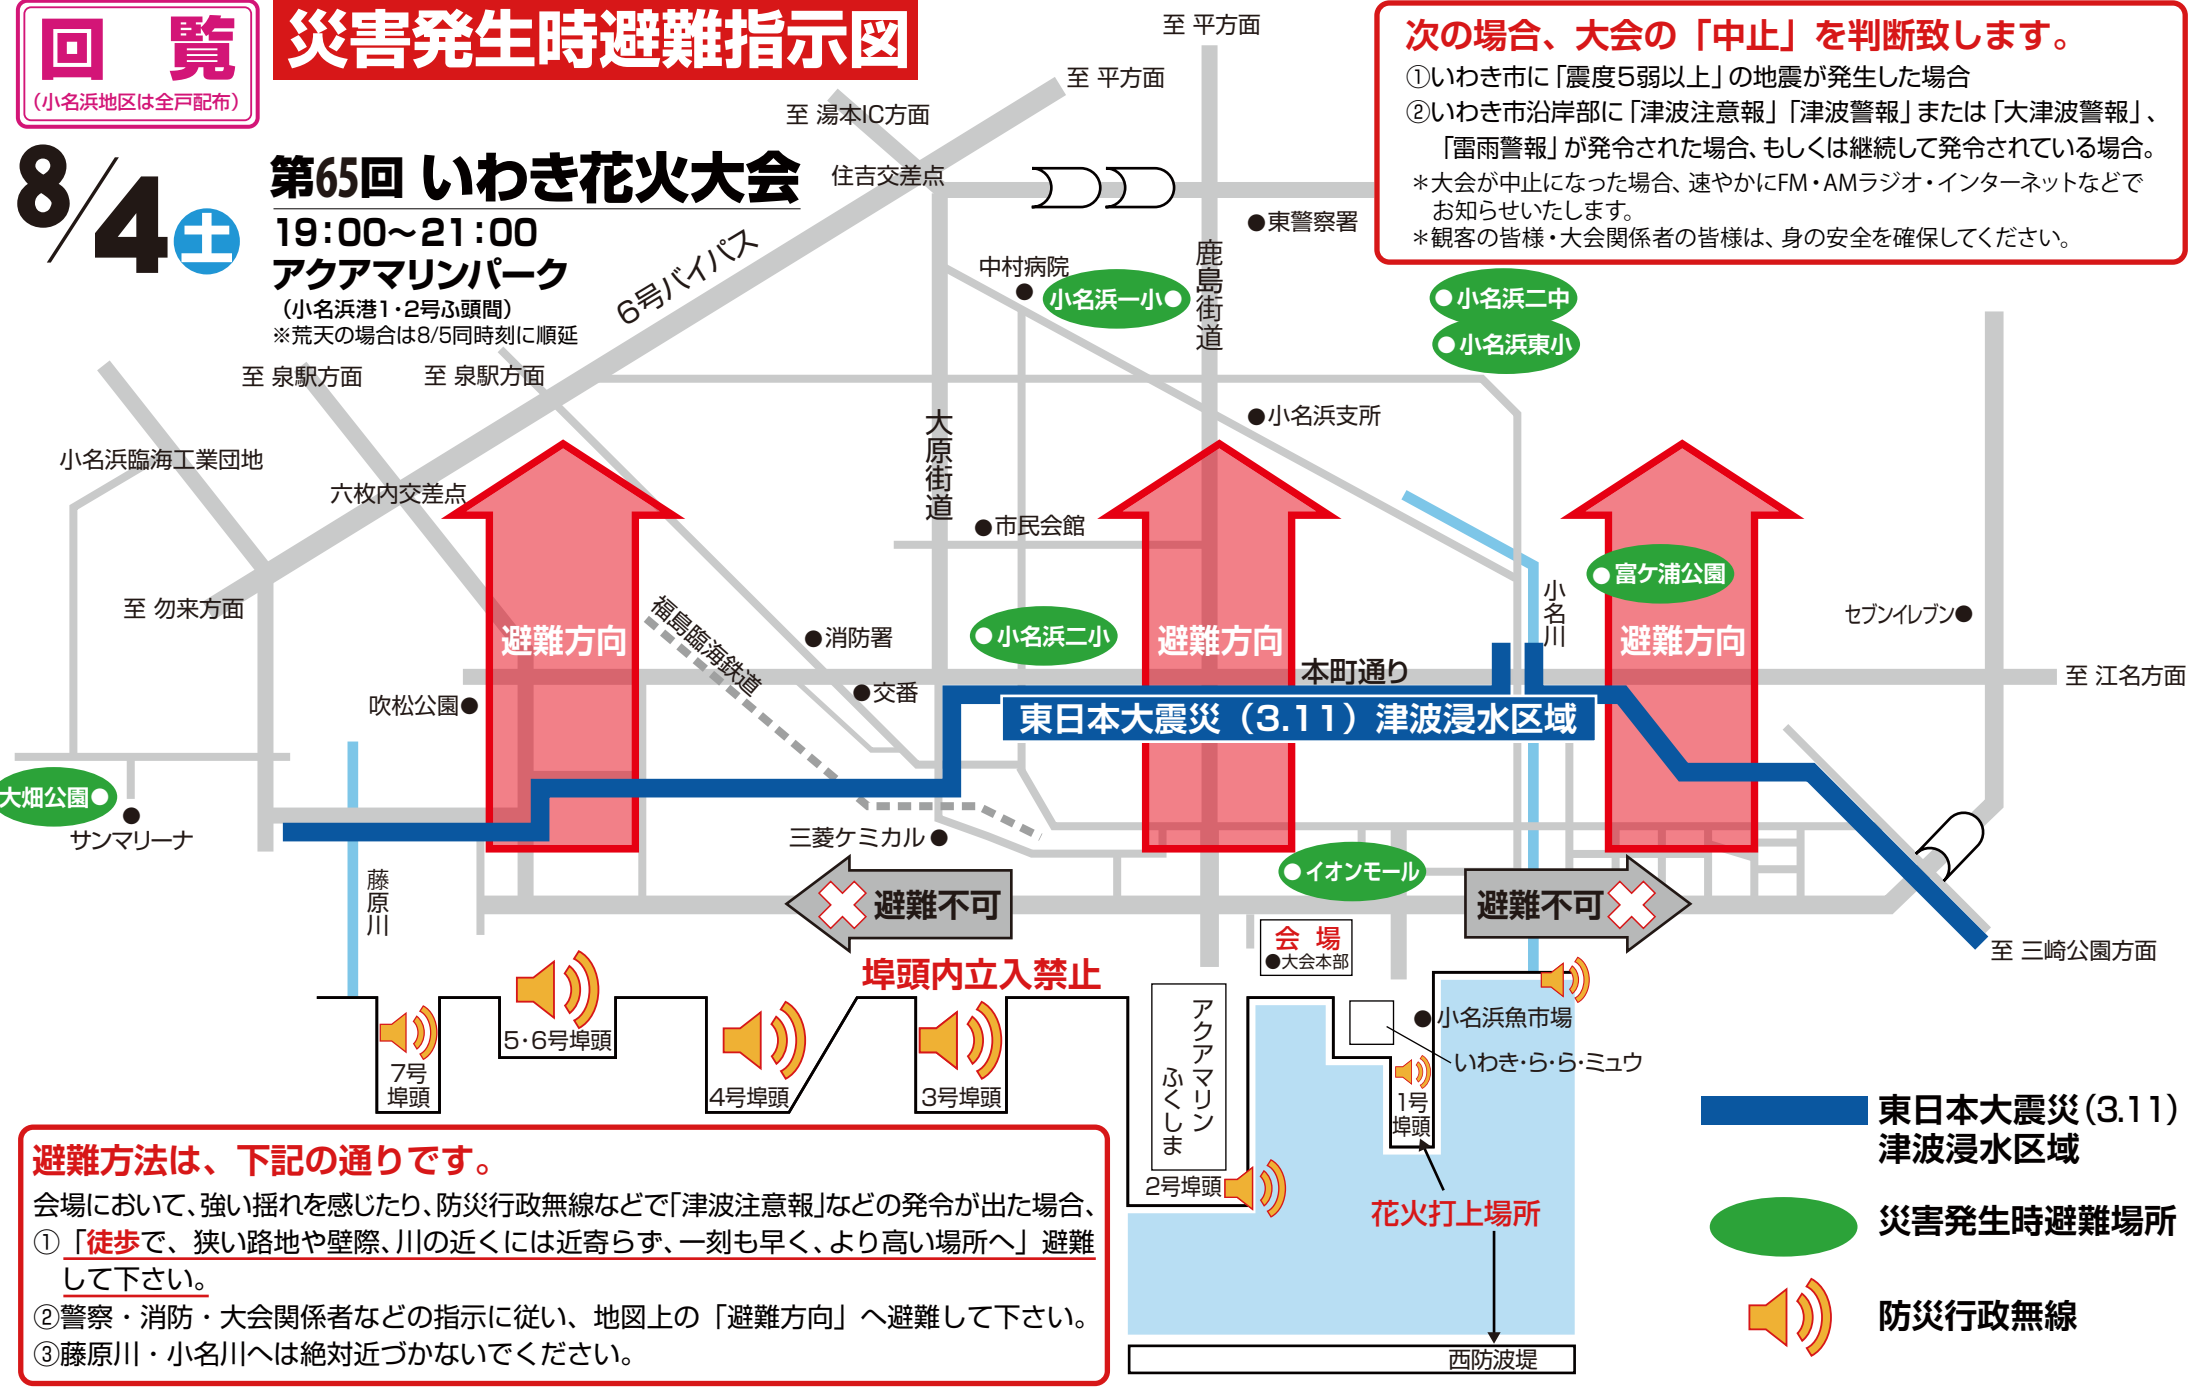 回覧
(小名浜地区は全戸配布)
災害発生時避難指示図
8/4土
第65回 いわき花火大会
19:00～21:00
アクアマリンパーク
(小名浜港1・2号ふ頭間)
※荒天の場合は8/5同時刻に順延
次の場合、大会の「中止」を判断致します。
①いわき市に「震度5弱以上」の地震が発生した場合
②いわき市沿岸部に「津波注意報」「津波警報」または「大津波警報」、
「雷雨警報」が発令された場合、もしくは継続して発令されている場合。
＊大会が中止になった場合、速やかにFM・AMラジオ・インターネットなどで
お知らせいたします。
＊観客の皆様・大会関係者の皆様は、身の安全を確保してください。
至 平方面
至 平方面
至 湯本IC方面
住吉交差点
●東警察署
中村病院
小名浜一小
鹿島街道
小名浜二中
小名浜東小
6号バイパス
至 泉駅方面
至 泉駅方面
大原街道
●小名浜支所
小名浜臨海工業団地
六枚内交差点
●市民会館
至 勿来方面
富ケ浦公園
小名川
セブンイレブン●
福島臨海鉄道
●消防署
小名浜二小
避難方向
避難方向
避難方向
本町通り
至 江名方面
吹松公園●
●交番
東日本大震災（3.11）津波浸水区域
大畑公園
サンマリーナ
三菱ケミカル●
イオンモール
藤原川
避難不可
避難不可
会場
●大会本部
至 三崎公園方面
埠頭内立入禁止
7号
埠頭
5・6号埠頭
4号埠頭
3号埠頭
アクアマリン
ふくしま
2号埠頭
●小名浜魚市場
いわき・ら・ら・ミュウ
1号
埠頭
花火打上場所
西防波堤
避難方法は、下記の通りです。
会場において、強い揺れを感じたり、防災行政無線などで「津波注意報」などの発令が出た場合、
①「徒歩で、狭い路地や壁際、川の近くには近寄らず、一刻も早く、より高い場所へ」避難
して下さい。
②警察・消防・大会関係者などの指示に従い、地図上の「避難方向」へ避難して下さい。
③藤原川・小名川へは絶対近づかないでください。
東日本大震災(3.11)
津波浸水区域
災害発生時避難場所
防災行政無線